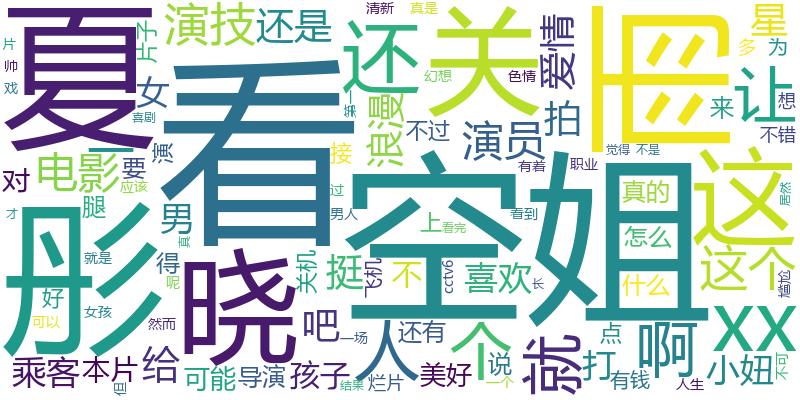 夏
看
彤
晓
空
姐
关
这
还
就
让
人
个
啊
xx
演技
还是
清新
真是
星
多
为
片子
片
帅
戏
喜剧
女
演
幻想
浪漫
第一
色情
爱情
不过
演员
拍
来
想
不错
觉得
不是
职业
有着
接
对
电影
要
应该
腿
男
男人
过
真
才
就是
得
关机
挺
飞机
不
上
看完
cctv6
看到
喜欢
长
真的
怎么
什么
这个
居然
尴尬
好
可以
女孩
然而
呢
吧
一场
还有
说
点
打
有钱
小妞
不可
人生
乘客
本片
但
给
可能
导演
孩子
结果
烂片
美好
一个